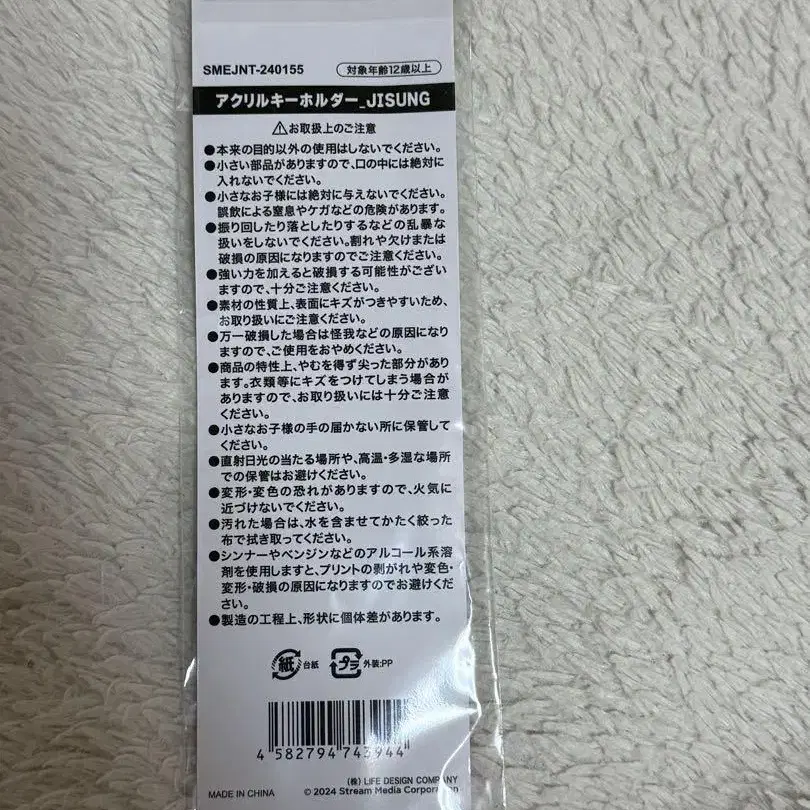 SMEJNT-240155 対象年齢12歳以上
アクリルキーホルダー_JISUNG
⚠お取扱上のご注意
●本来の目的以外の使用はしないでください。
●小さい部品がありますので、口の中には絶対に
入れないでください。
●小さなお子様には絶対に与えないでください。
誤飲による窒息やケガなどの危険があります。
●振り回したり落としたりするなどの乱暴な
扱いをしないでください。割れや欠けまたは
破損の原因になりますのでご注意ください。
●強い力を加えると破損する可能性がござい
ますので、十分ご注意ください。
●素材の性質上、表面にキズがつきやすいため、
お取り扱いにご注意ください。
●万一破損した場合は怪我などの原因になり
ますので、ご使用をおやめください。
●商品の特性上、やむを得ず尖った部分があり
ます。衣類等にキズをつけてしまう場合が
ありますので、お取り扱いには十分ご注意
ください。
●小さなお子様の手の届かない所に保管して
ください。
●直射日光の当たる場所や、高温・多湿な場所
での保管はお避けください。
●変形・変色の恐れがありますので、火気に
近づけないでください。
●汚れた場合は、水を含ませてかたく絞った
布で拭き取ってください。
●シンナーやベンジンなどのアルコール系溶
剤を使用しますと、プリントの剥がれや変色・
変形・破損の原因になりますのでお避けくだ
さい。
●製造の工程上、形状に個体差があります。
紙 台紙 プラ 外装:PP
4 582794 743944
(株) LIFE DESIGN COMPANY
MADE IN CHINA © 2024 Stream Media Corporation